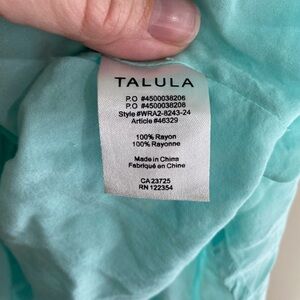 TALULA
P.O #4500038206
P.O #4500038208
Style #WRA2-8243-24
Article #46329
100% Rayon
100% Rayonne
Made in China
Fabriqué en Chine
CA 23725
RN 122354